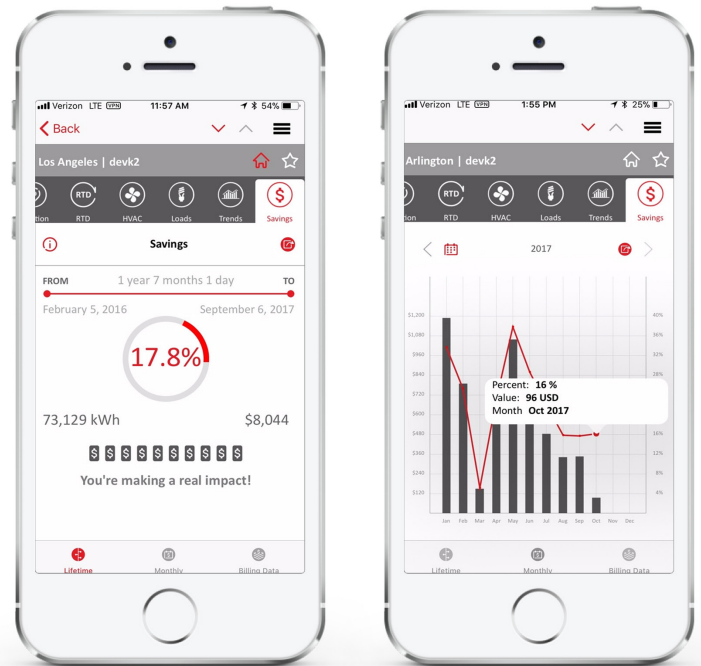 Verizon LTE VPN 11:57 AM 54%
Back
Los Angeles | devk2
tion RTD HVAC Loads Trends Savings
RTD
$
Savings
FROM 1 year 7 months 1 day TO
February 5, 2016 September 6, 2017
17.8%
73,129 kWh $8,044
$ $ $ $ $ $ $ $ $ $
You're making a real impact!
Lifetime Monthly Billing Data
Verizon LTE VPN 1:55 PM 25%
Arlington | devk2
RTD
$
ion RTD HVAC Loads Trends Savings
2017
$1,200 40%
$1,080 36%
$960 32%
$840 28%
$720
$600
$480 16%
$360 12%
$240 8%
$120 4%
Percent: 16 %
Value: 96 USD
Month Oct 2017
Jan Feb Mar Apr May Jun Jul Aug Sep Oct Nov Dec
Lifetime Monthly Billing Data